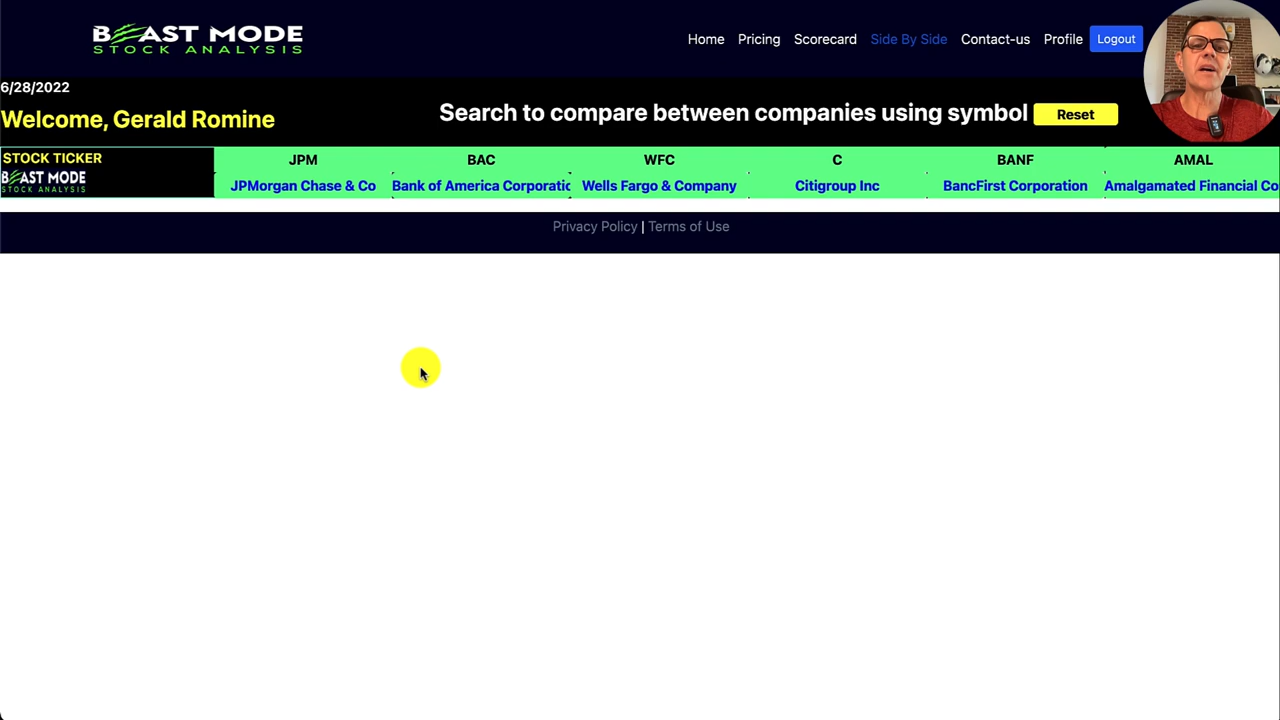 BEAST MODE
STOCK ANALYSIS
Home Pricing Scorecard Side By Side Contact-us Profile Logout
6/28/2022
Welcome, Gerald Romine
Search to compare between companies using symbol Reset
STOCK TICKER JPM BAC WFC C BANF AMAL
BEAST MODE
STOCK ANALYSIS
JPMorgan Chase & Co Bank of America Corporatic Wells Fargo & Company Citigroup Inc BancFirst Corporation Amalgamated Financial Co
Privacy Policy | Terms of Use